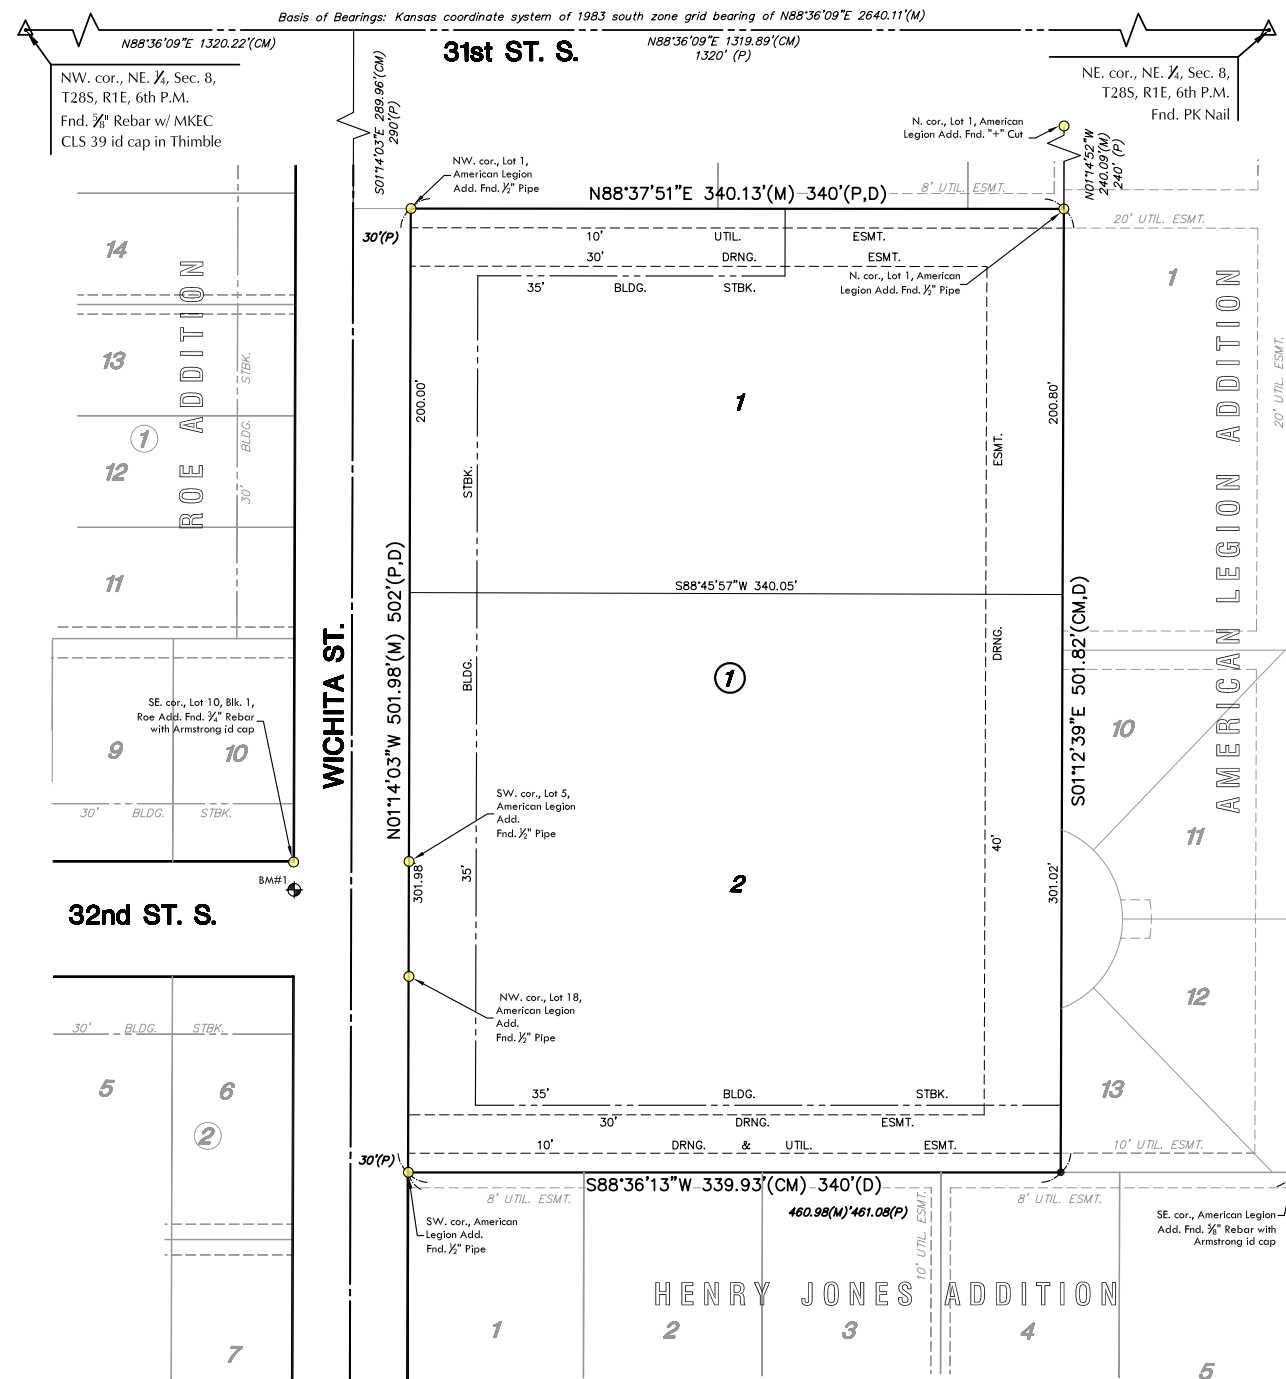 Basis of Bearings: Kansas coordinate system of 1983 south zone grid bearing of N88°36'09"E 2640.11'(M)
N88°36'09"E 1320.22'(CM)
31st ST. S.
N88°36'09"E 1319.89'(CM)
1320' (P)
NW. cor., NE. ¼, Sec. 8,
T28S, R1E, 6th P.M.
Fnd. ⅝" Rebar w/ MKEC
CLS 39 id cap in Thimble
NE. cor., NE. ¼, Sec. 8,
T28S, R1E, 6th P.M.
Fnd. PK Nail
S01°14'03"E 289.96'(CM)
290'(P)
N. cor., Lot 1, American
Legion Add. Fnd. "+" Cut
N01°14'52"W
240.09'(M)
240' (P)
NW. cor., Lot 1,
American Legion
Add. Fnd. ½" Pipe
N88°37'51"E 340.13'(M) 340'(P,D)
8' UTIL. ESMT.
20' UTIL. ESMT.
30'(P)
10' UTIL. ESMT.
30' DRNG. ESMT.
35' BLDG. STBK.
N. cor., Lot 1, American
Legion Add. Fnd. ½" Pipe
14
13
12
11
1
ROE ADDITION
30' BLDG. STBK.
1
AMERICAN LEGION ADDITION
20' UTIL. ESMT.
200.00'
1
200.80'
STBK.
ESMT.
S88°45'57"W 340.05'
N01°14'03"W 501.98'(M) 502'(P,D)
S01°12'39"E 501.82'(CM,D)
WICHITA ST.
BLDG.
DRNG.
1
SE. cor., Lot 10, Blk. 1,
Roe Add. Fnd. ¾" Rebar
with Armstrong id cap
9
10
30' BLDG. STBK.
10
11
SW. cor., Lot 5,
American Legion
Add.
Fnd. ½" Pipe
35'
40'
301.98'
2
301.02'
BM#1
32nd ST. S.
NW. cor., Lot 18,
American Legion
Add.
Fnd. ½" Pipe
12
13
30' BLDG. STBK.
5
6
2
7
35' BLDG. STBK.
30' DRNG. ESMT.
10' DRNG. & UTIL. ESMT.
10' UTIL. ESMT.
30'(P)
S88°36'13"W 339.93'(CM) 340'(D)
460.98(M)'461.08(P)
8' UTIL. ESMT.
10' UTIL. ESMT.
8' UTIL. ESMT.
SW. cor., American
Legion Add.
Fnd. ½" Pipe
SE. cor., American Legion
Add. Fnd. ⅝" Rebar with
Armstrong id cap
HENRY JONES ADDITION
1
2
3
4
5